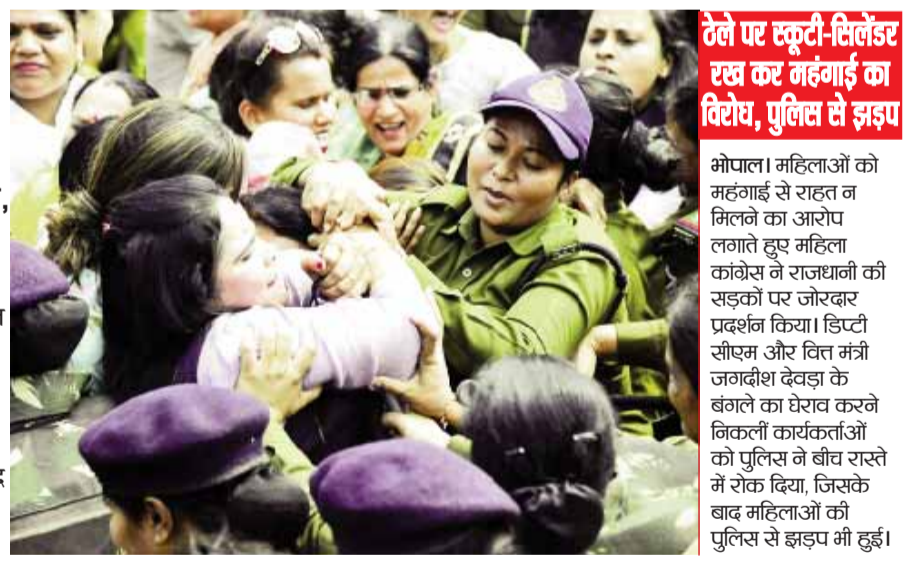 ठेले पर स्कूटी-सिलेंडर
रख कर महंगाई का
विरोध, पुलिस से झड़प
भोपाल। महिलाओं को
महंगाई से राहत न
मिलने का आरोप
लगाते हुए महिला
कांग्रेस ने राजधानी की
सड़कों पर जोरदार
प्रदर्शन किया। डिप्टी
सीएम और वित्त मंत्री
जगदीश देवड़ा के
बंगले का घेराव करने
निकलीं कार्यकर्ताओं
को पुलिस ने बीच रास्ते
में रोक दिया, जिसके
बाद महिलाओं की
पुलिस से झड़प भी हुई।